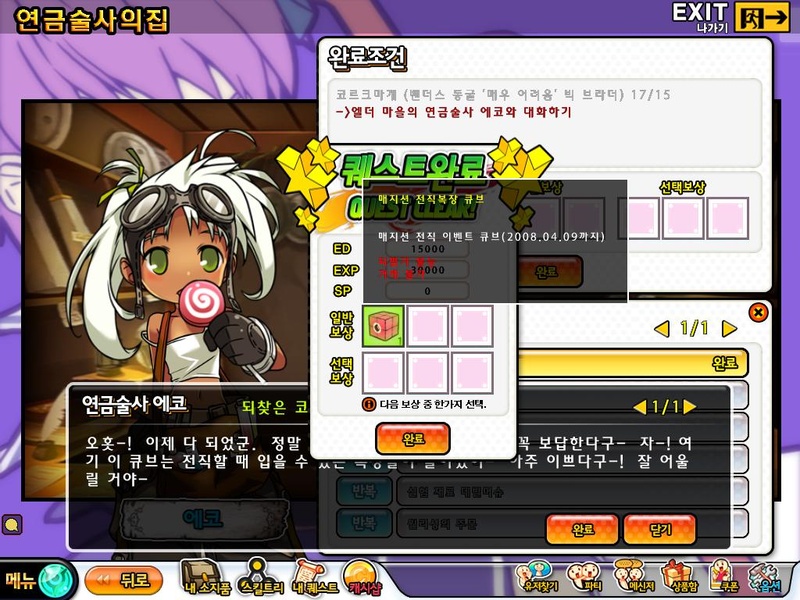 연금술사의집
EXIT
나가기
완료조건
코르크마개 (벤더스 동굴 '매우 어려움' 빅 브라더) 17/15
->엘더 마을의 연금술사 에코와 대화하기
퀘스트완료
QUEST CLEAR!
보상
선택보상
매지션 전직복장 큐브
매지션 전직 이벤트 큐브(2008.04.09까지)
ED 15000
EXP 30000
SP 0
완료
일반
보상
1
선택
보상
다음 보상 중 한가지 선택.
완료
1/1
완료
연금술사 에코
되찾은 코
1/1
오홋-! 이제 다 되었군. 정말
꼭 보답한다구- 자-! 여
기 이 큐브는 전직할 때 입을 수
아주 이쁘다구-! 잘 어울
릴 거야-
에코
반복
반복
완료
닫기
메뉴
뒤로
내 소지품
스킬트리
내 퀘스트
캐시샵
유저찾기
파티
메신저
상품함
쿠폰
옵션